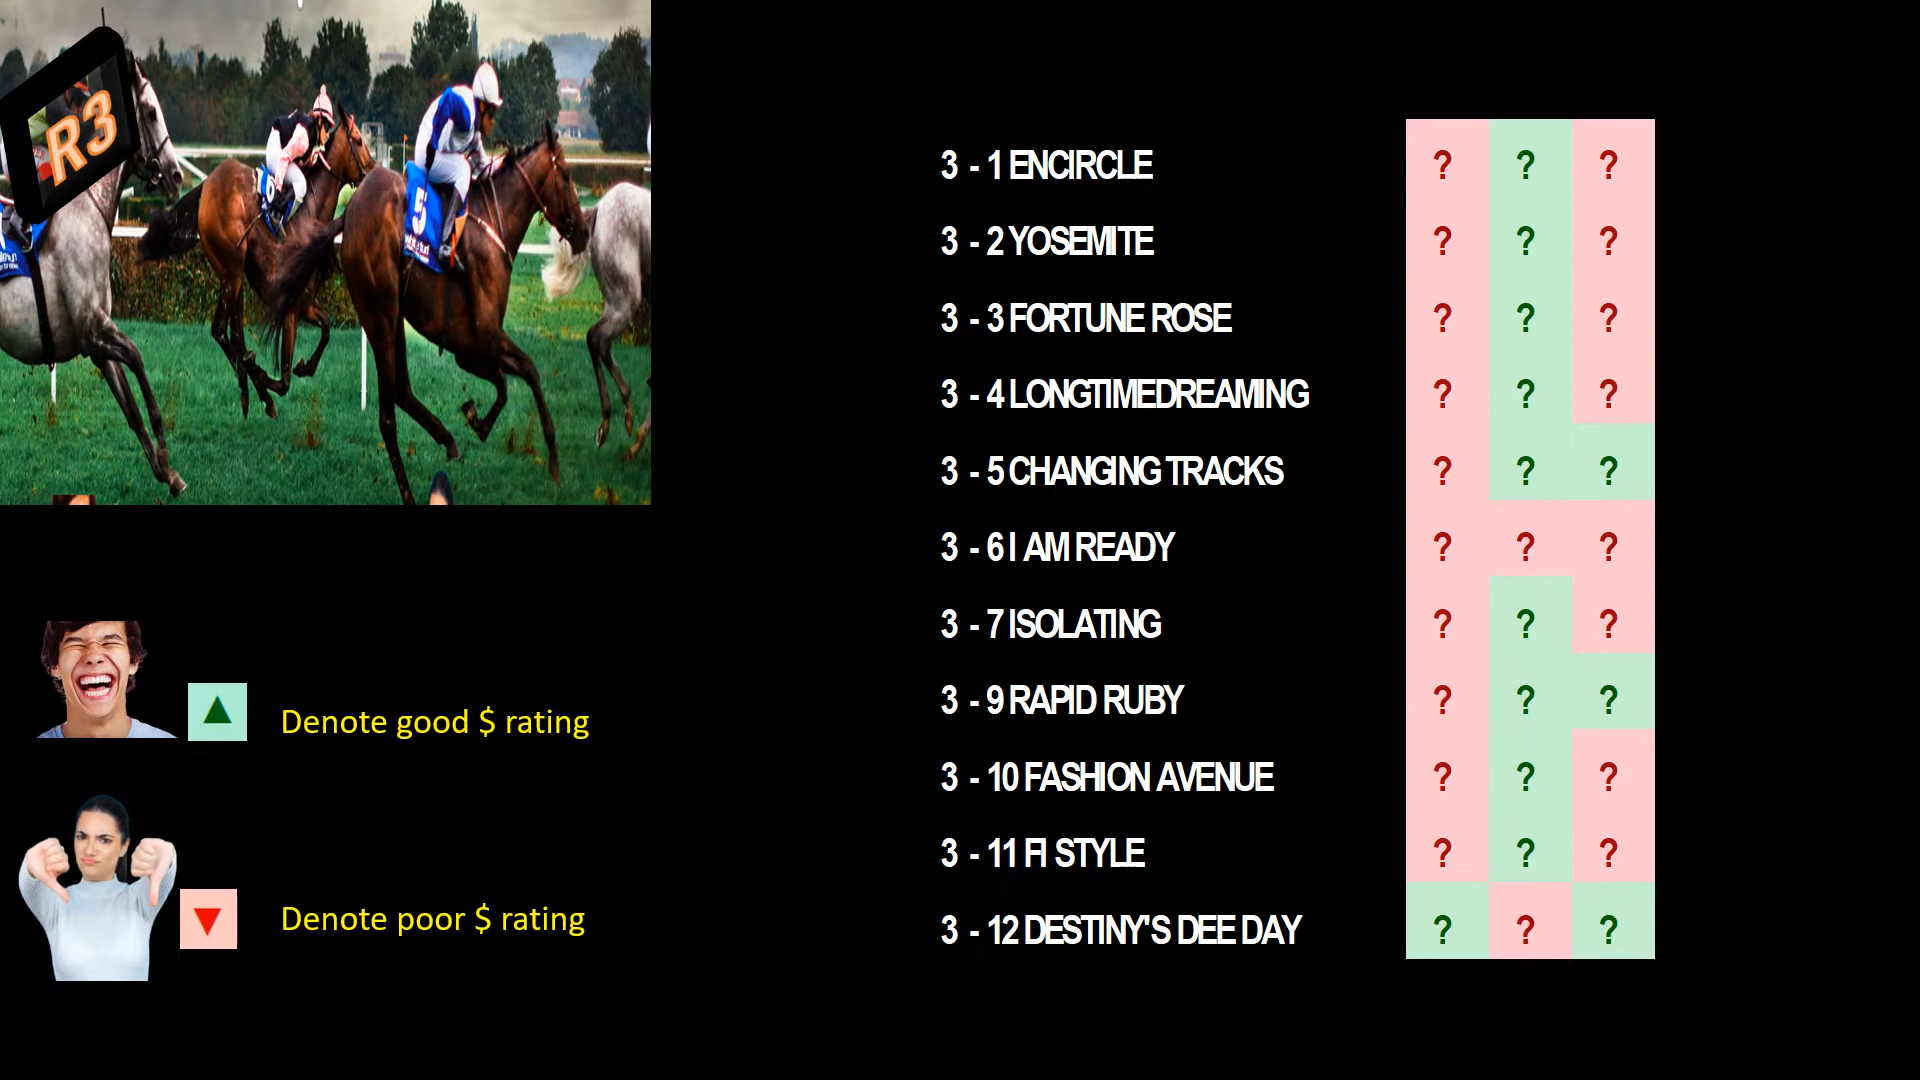 R3
5
3 - 1 ENCIRCLE ? ? ?
3 - 2 YOSEMITE ? ? ?
3 - 3 FORTUNE ROSE ? ? ?
3 - 4 LONGTIMEDREAMING ? ? ?
3 - 5 CHANGING TRACKS ? ? ?
3 - 6 I AM READY ? ? ?
3 - 7 ISOLATING ? ? ?
3 - 9 RAPID RUBY ? ? ?
3 - 10 FASHION AVENUE ? ? ?
3 - 11 FI STYLE ? ? ?
3 - 12 DESTINY'S DEE DAY ? ? ?
▲ Denote good $ rating
▼ Denote poor $ rating